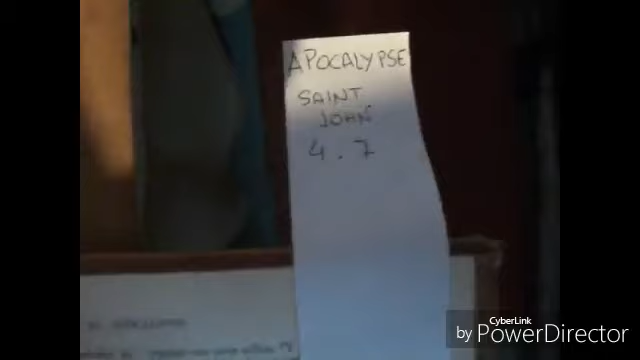 APOCALYPSE
SAINT
JOHN
4.7
CyberLink
by PowerDirector